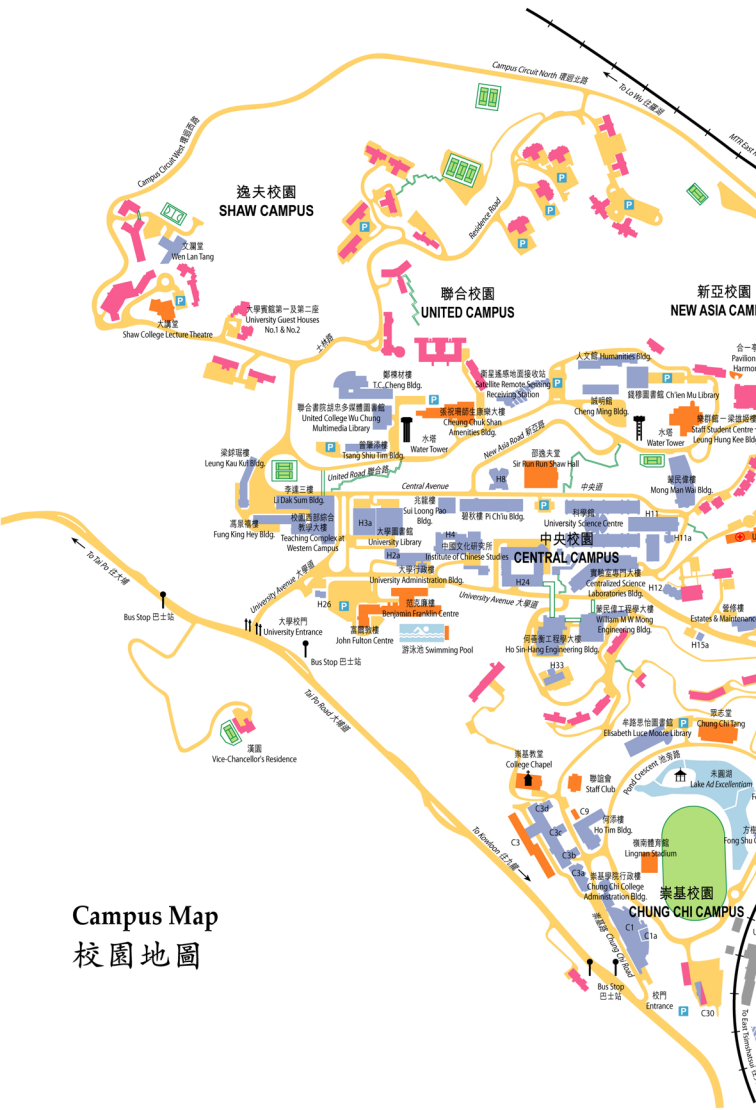 Campus Circuit North 環迴北路
To Lo Wu 往羅湖
Campus Circuit West 環迴西路
逸夫校園
SHAW CAMPUS
文瀾堂
Wen Lan Tang
P
大講堂
Shaw College Lecture Theatre
大學賓館第一及第二座
University Guest Houses
No.1 & No.2
士林路
Residence Road
P
P
P
P
P
聯合校園
UNITED CAMPUS
新亞校園
人文館 Humanities Bldg.
鄭棟材樓
T.C. Cheng Bldg.
衞星遙感地面接收站
Satellite Remote Sensing
Receiving Station
P
P
錢穆圖書館 Ch'ien Mu Library
誠明館
Cheng Ming Bldg.
聯合書院胡忠多媒體圖書館
United College Wu Chung
Multimedia Library
P
張祝珊師生康樂大樓
Cheung Chuk Shan
Amenities Bldg.
水塔
Water Tower
水塔
Water Tower
樂群館－梁雄姬樓
Staff Student Centre -
P
曾肇添樓
Tsang Shiu Tim Bldg.
New Asia Road 新亞路
梁銶琚樓
Leung Kau Kui Bldg.
United Road 聯合路
邵逸夫堂
Sir Run Run Shaw Hall
蒙民偉樓
Mong Man Wai Bldg.
H8
李達三樓
Li Dak Sum Bldg.
Central Avenue
中央道
兆龍樓
Sui Loong Pao
Bldg.
碧秋樓 Pi Ch'iu Bldg.
P
科學館
University Science Centre
H11
馮景禧樓
Fung King Hey Bldg.
校園西部綜合
教學大樓
Teaching Complex at
Western Campus
H3a
大學圖書館
University Library
H4
中國文化研究所
Institute of Chinese Studies
中央校園
CENTRAL CAMPUS
H11a
H2a
大學行政樓
University Administration Bldg.
H24
實驗室專門大樓
Centralized Science
Laboratories Bldg.
H12
To Tai Po 往大埔
University Avenue 大學道
H26
P
范克廉樓
Benjamin Franklin Centre
University Avenue 大學道
蒙民偉工程學大樓
William M W Mong
Engineering Bldg.
營修樓
Bus Stop 巴士站
大學校門
University Entrance
富爾敦樓
John Fulton Centre
游泳池 Swimming Pool
何善衡工程學大樓
Ho Sin-Hang Engineering Bldg.
H15a
Bus Stop 巴士站
H33
Tai Po Road 大埔道
漢園
Vice-Chancellor's Residence
牟路思怡圖書館
Elisabeth Luce Moore Library
P
眾志堂
Chung Chi Tang
崇基教堂
College Chapel
聯誼會
Staff Club
Pond Crescent 池旁路
未圓湖
Lake Ad Excellentiam
To Kowloon 往九龍
C3
C3d
C9
C3c
何添樓
Ho Tim Bldg.
C3b
嶺南體育館
Lingnan Stadium
C3a
崇基學院行政樓
Chung Chi College
Administration Bldg.
崇基校園
CHUNG CHI CAMPUS
Campus Map
校園地圖
崇基路 Chung Chi Road
C1
C1a
Bus Stop
巴士站
校門
Entrance
P
C30